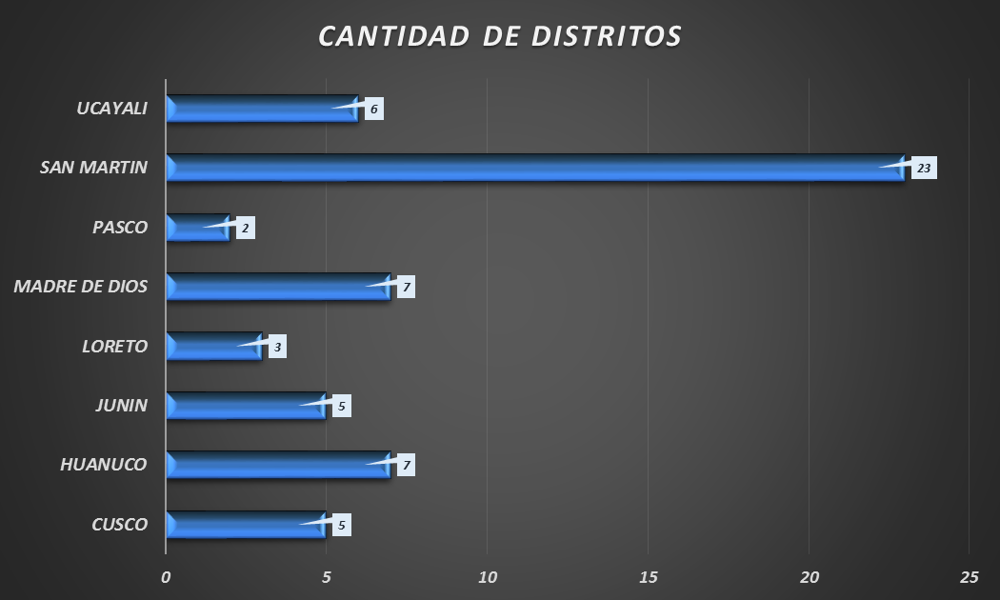 CANTIDAD DE DISTRITOS
UCAYALI 6
SAN MARTIN 23
PASCO 2
MADRE DE DIOS 7
LORETO 3
JUNIN 5
HUANUCO 7
CUSCO 5
0 5 10 15 20 25